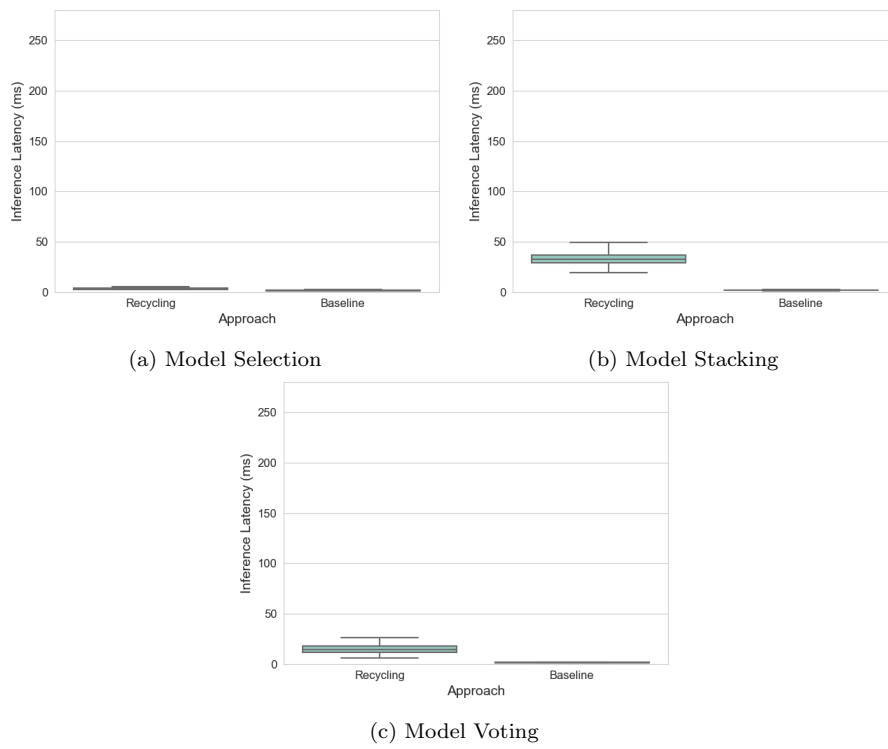 250
200
150
100
50
0
Inference Latency (ms)
Recycling Baseline
Approach
(a) Model Selection
250
200
150
100
50
0
Inference Latency (ms)
Recycling Baseline
Approach
(b) Model Stacking
250
200
150
100
50
0
Inference Latency (ms)
Recycling Baseline
Approach
(c) Model Voting